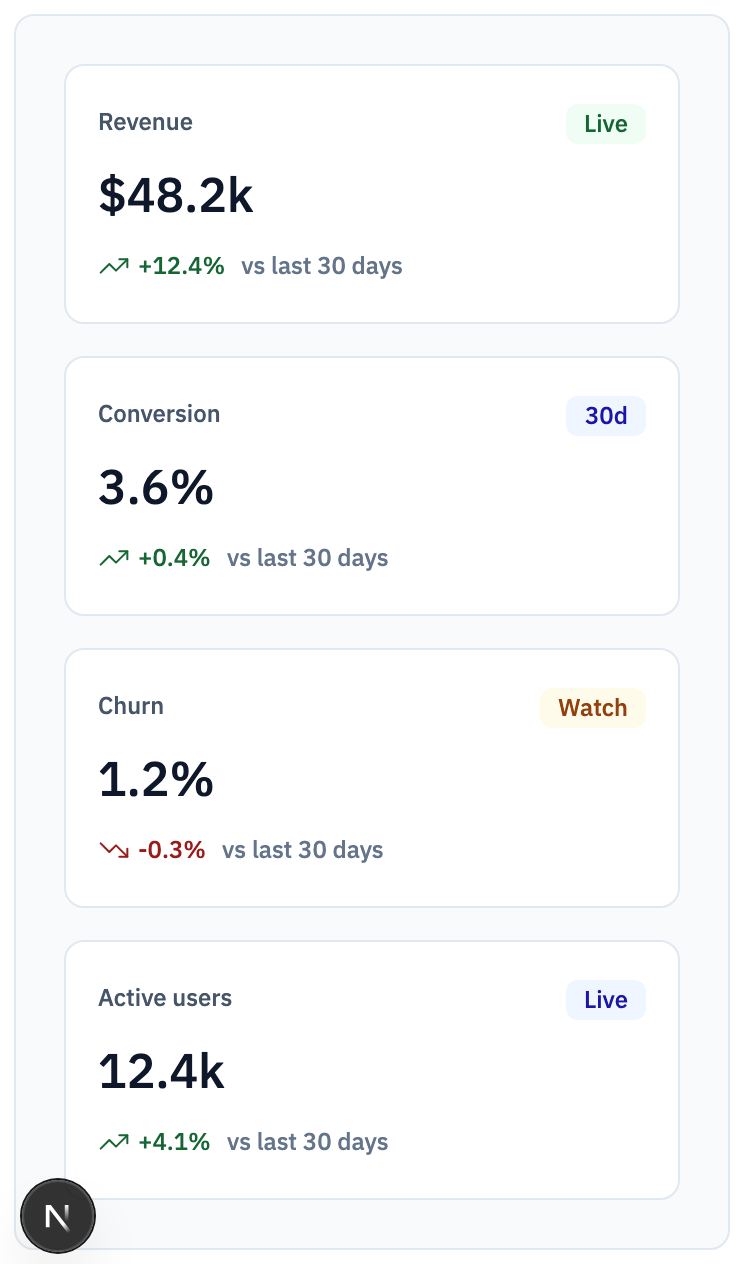 Revenue
Live
$48.2k
+12.4% vs last 30 days
Conversion
30d
3.6%
+0.4% vs last 30 days
Churn
Watch
1.2%
-0.3% vs last 30 days
Active users
Live
12.4k
+4.1% vs last 30 days
N